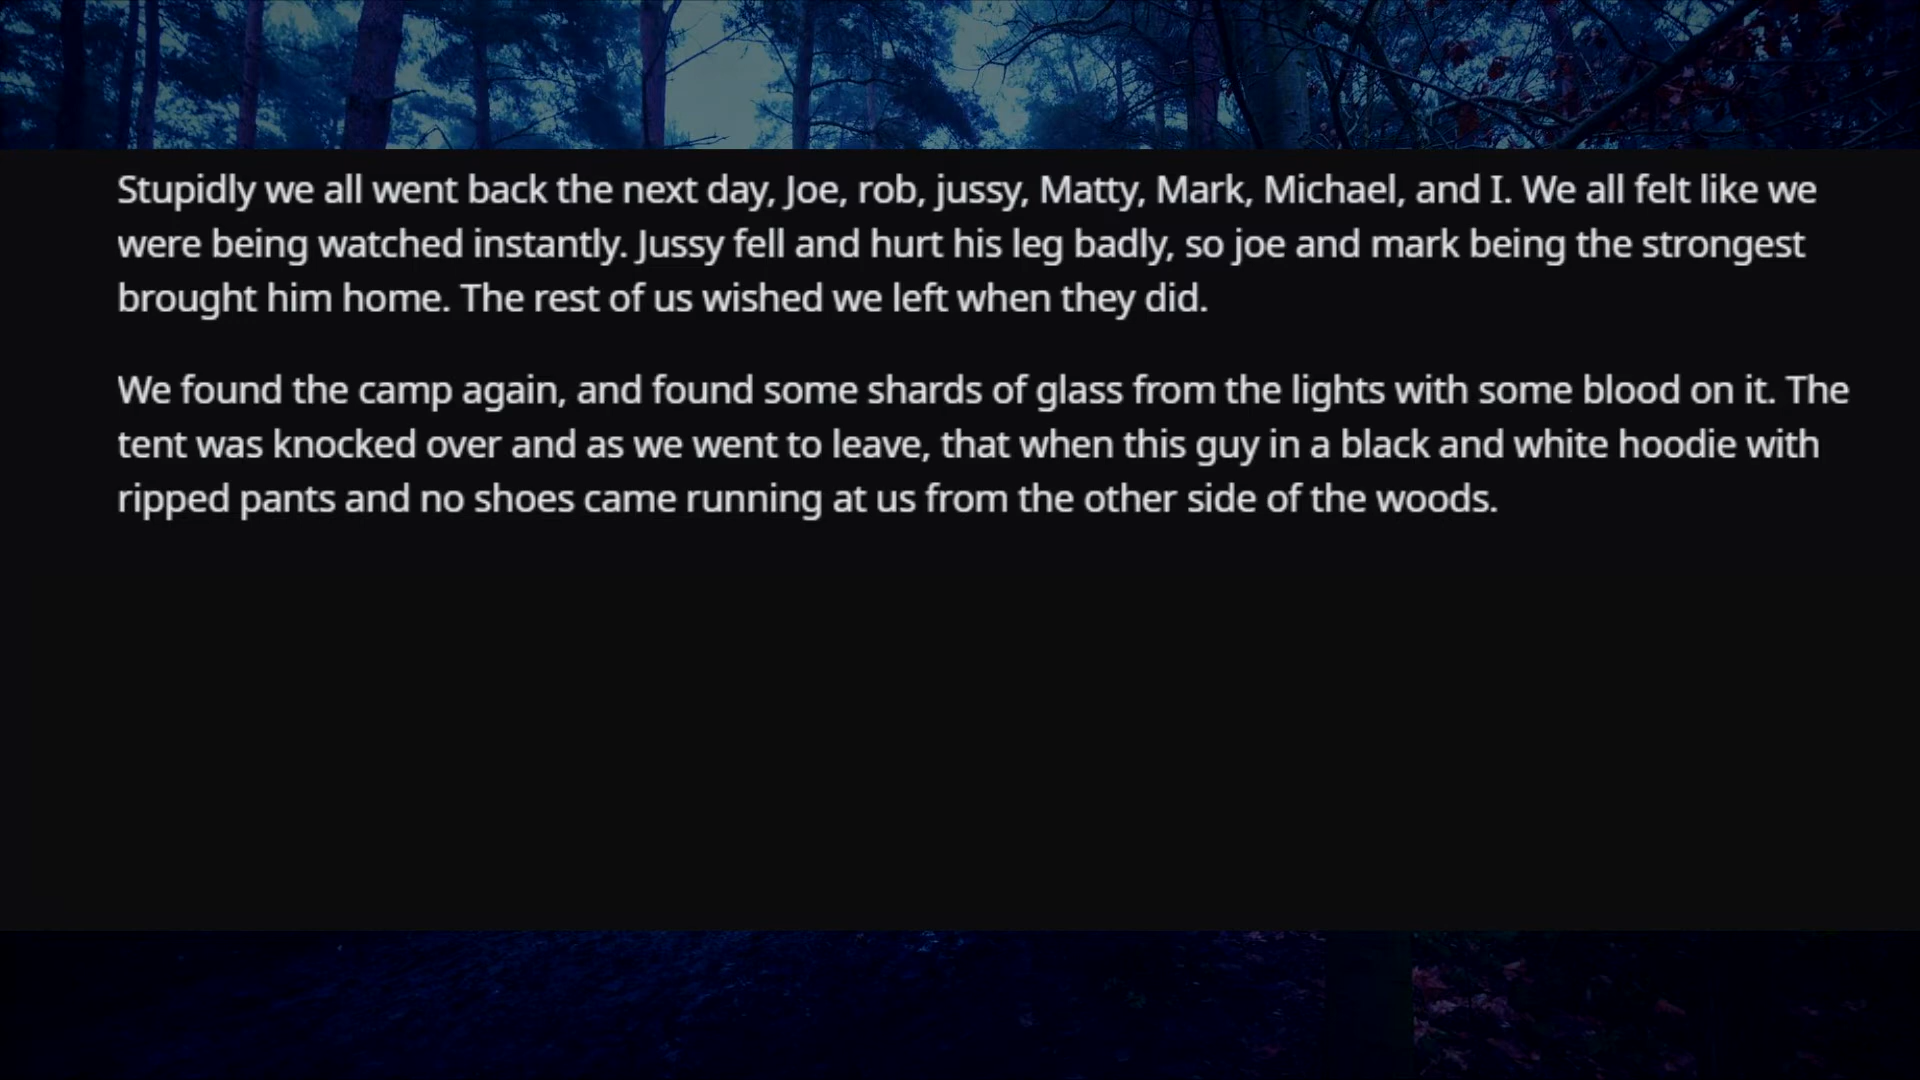 Stupidly we all went back the next day, Joe, rob, jussy, Matty, Mark, Michael, and I. We all felt like we
were being watched instantly. Jussy fell and hurt his leg badly, so joe and mark being the strongest
brought him home. The rest of us wished we left when they did.
We found the camp again, and found some shards of glass from the lights with some blood on it. The
tent was knocked over and as we went to leave, that when this guy in a black and white hoodie with
ripped pants and no shoes came running at us from the other side of the woods.